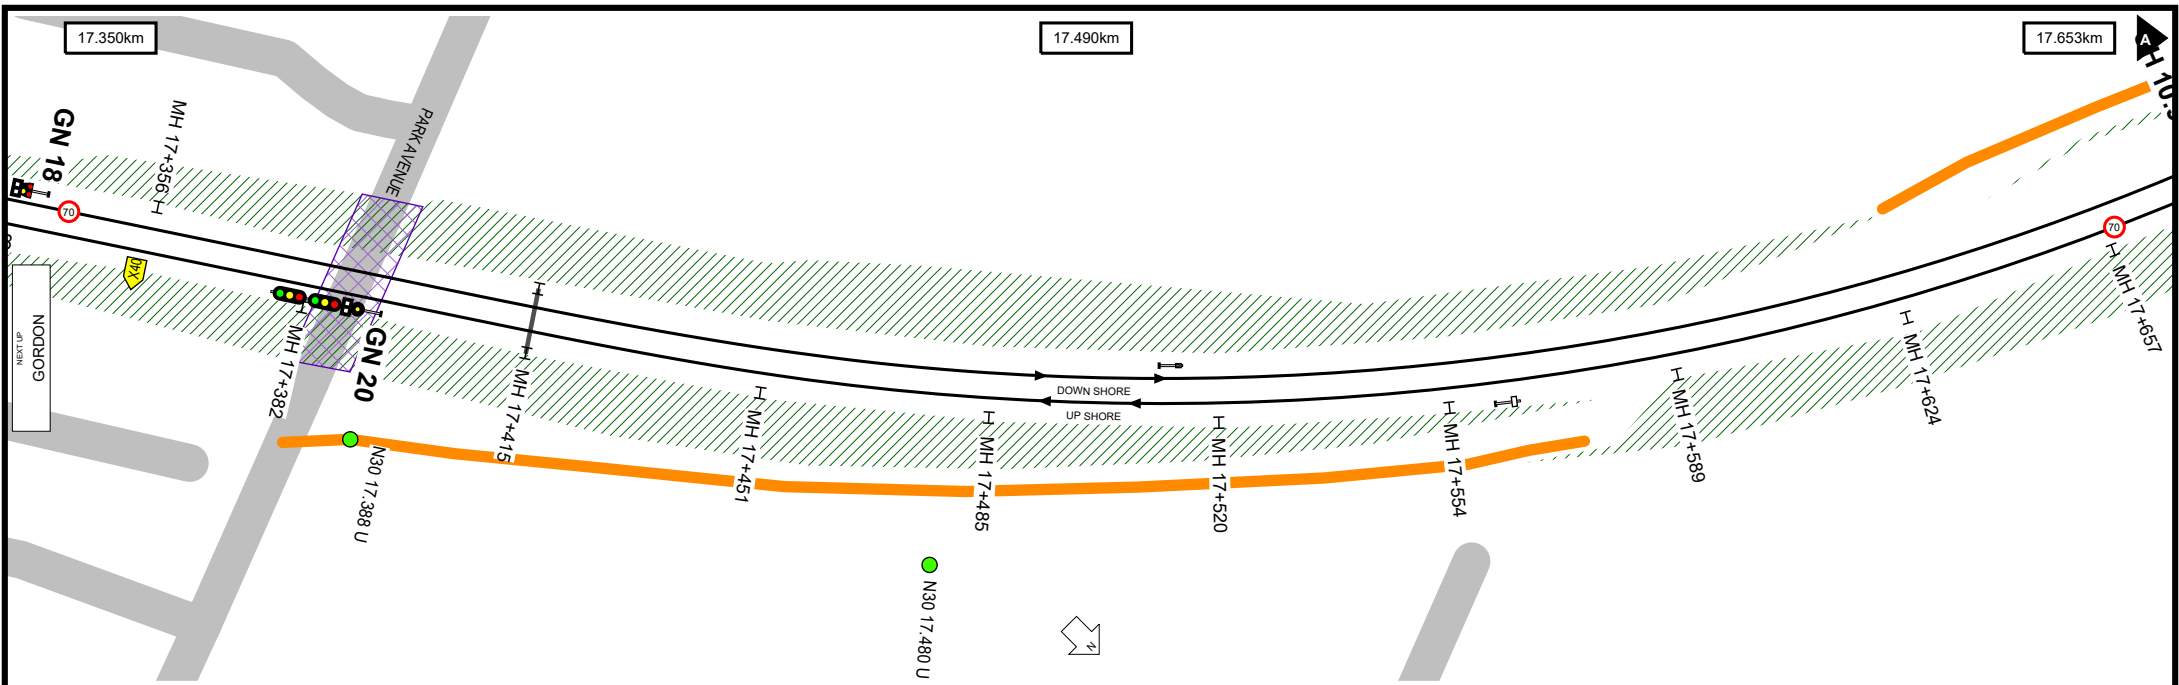 17.350km
17.490km
17.653km
A
GN 18
MH 17+356
PARK AVENUE
70
70
X40
NEXT UP
GORDON
MH 17+382
GN 20
MH 17+415
MH 17+451
MH 17+485
MH 17+520
MH 17+554
MH 17+589
MH 17+624
MH 17+657
DOWN SHORE
UP SHORE
N30 17.388 U
N30 17.480 U
N